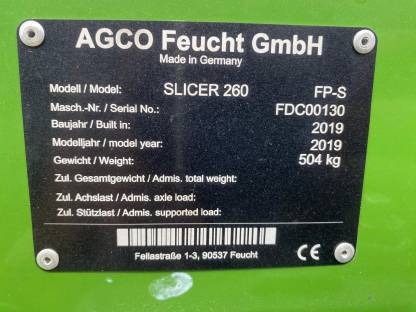 AGCO Feucht GmbH
Made in Germany
Modell / Model: SLICER 260 FP-S
Masch.-Nr. / Serial No.: FDC00130
Baujahr / Built in: 2019
Modelljahr / model year: 2019
Gewicht / Weight: 504 kg
Zul. Gesamtgewicht / Admis. total weight:
Zul. Achslast / Admis. axle load:
Zul. Stützlast / Admis. supported load:
Fellastraße 1-3, 90537 Feucht CE